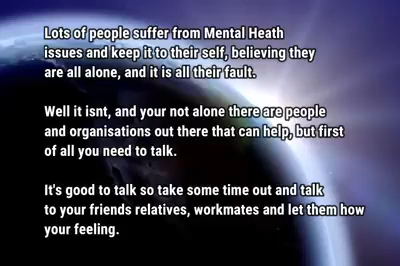 Lots of people suffer from Mental Heath
issues and keep it to their self, believing they
are all alone, and it is all their fault.
Well it isnt, and your not alone there are people
and organisations out there that can help, but first
of all you need to talk.
It's good to talk so take some time out and talk
to your friends relatives, workmates and let them how
your feeling.